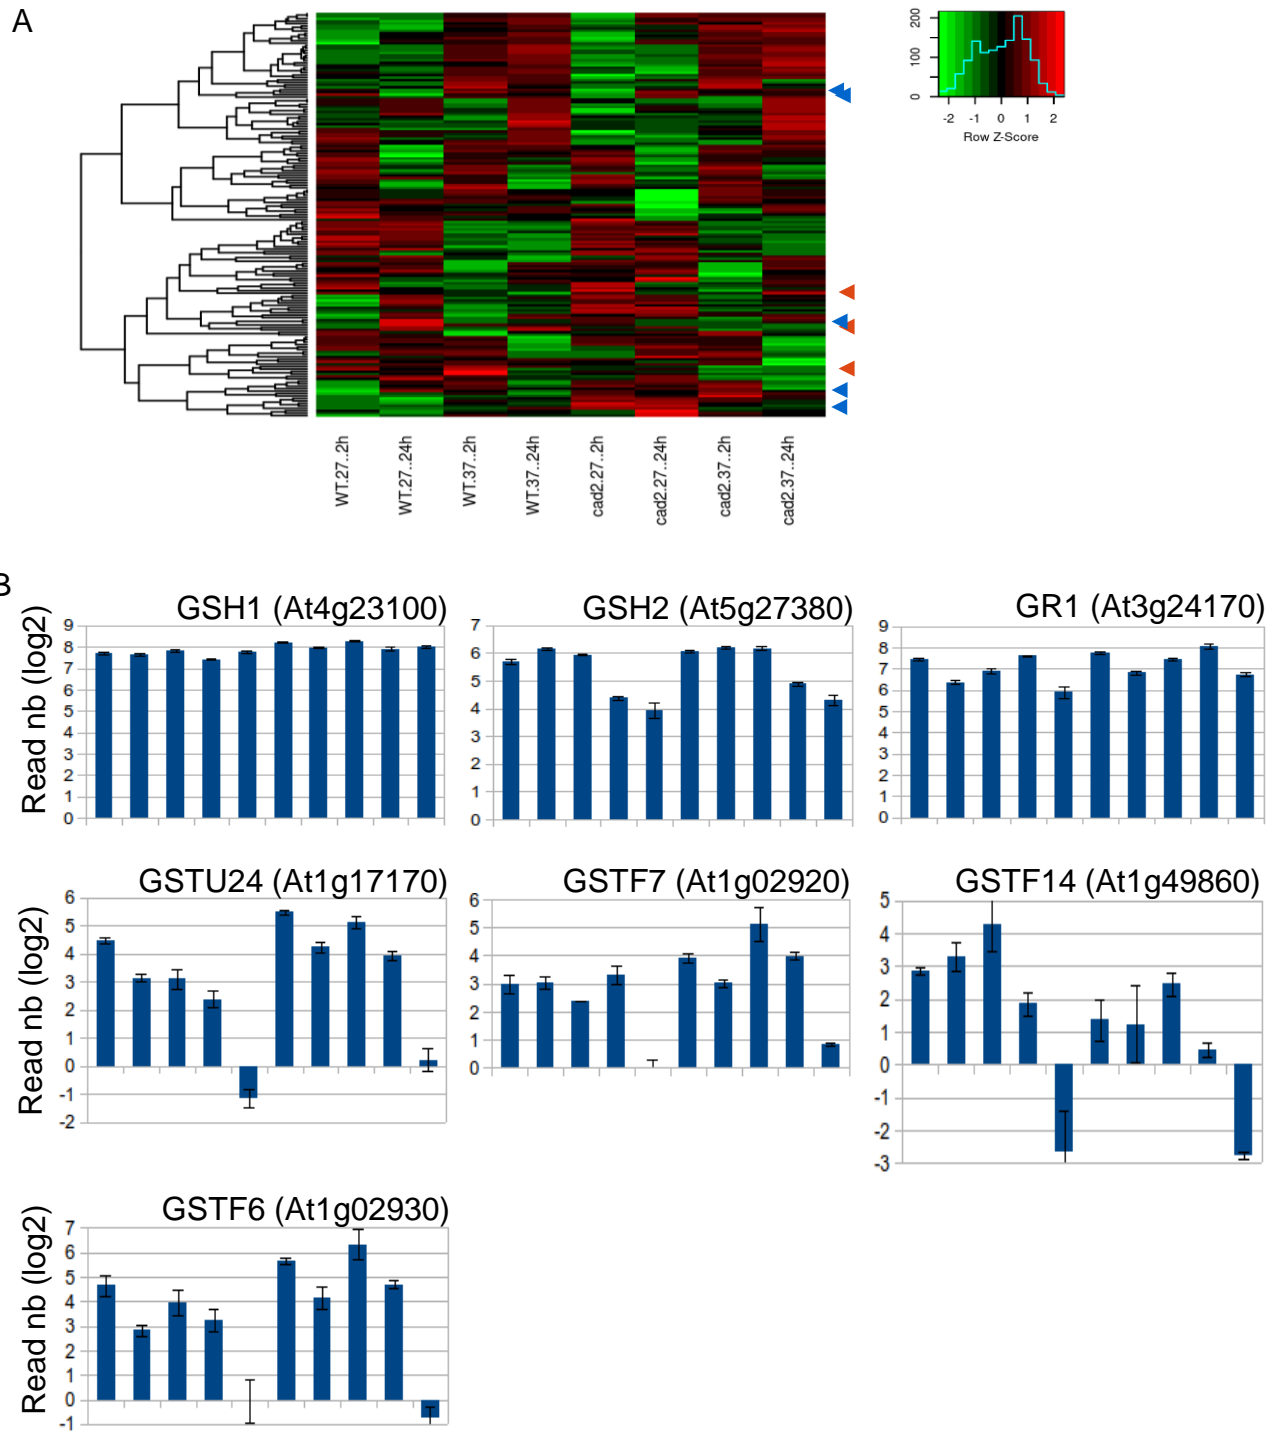 A
200
100
0
-2 -1 0 1 2
Row Z-Score
WT.27..2h
WT.27..24h
WT.37..2h
WT.37..24h
cad2.27..2h
cad2.27..24h
cad2.37..2h
cad2.37..24h
B
GSH1 (At4g23100)
Read nb (log2)
9
8
7
6
5
4
3
2
1
0
GSH2 (At5g27380)
7
6
5
4
3
2
1
0
GR1 (At3g24170)
9
8
7
6
5
4
3
2
1
0
GSTU24 (At1g17170)
Read nb (log2)
6
5
4
3
2
1
0
-1
-2
GSTF7 (At1g02920)
6
5
4
3
2
1
0
GSTF14 (At1g49860)
5
4
3
2
1
0
-1
-2
-3
GSTF6 (At1g02930)
Read nb (log2)
7
6
5
4
3
2
1
0
-1